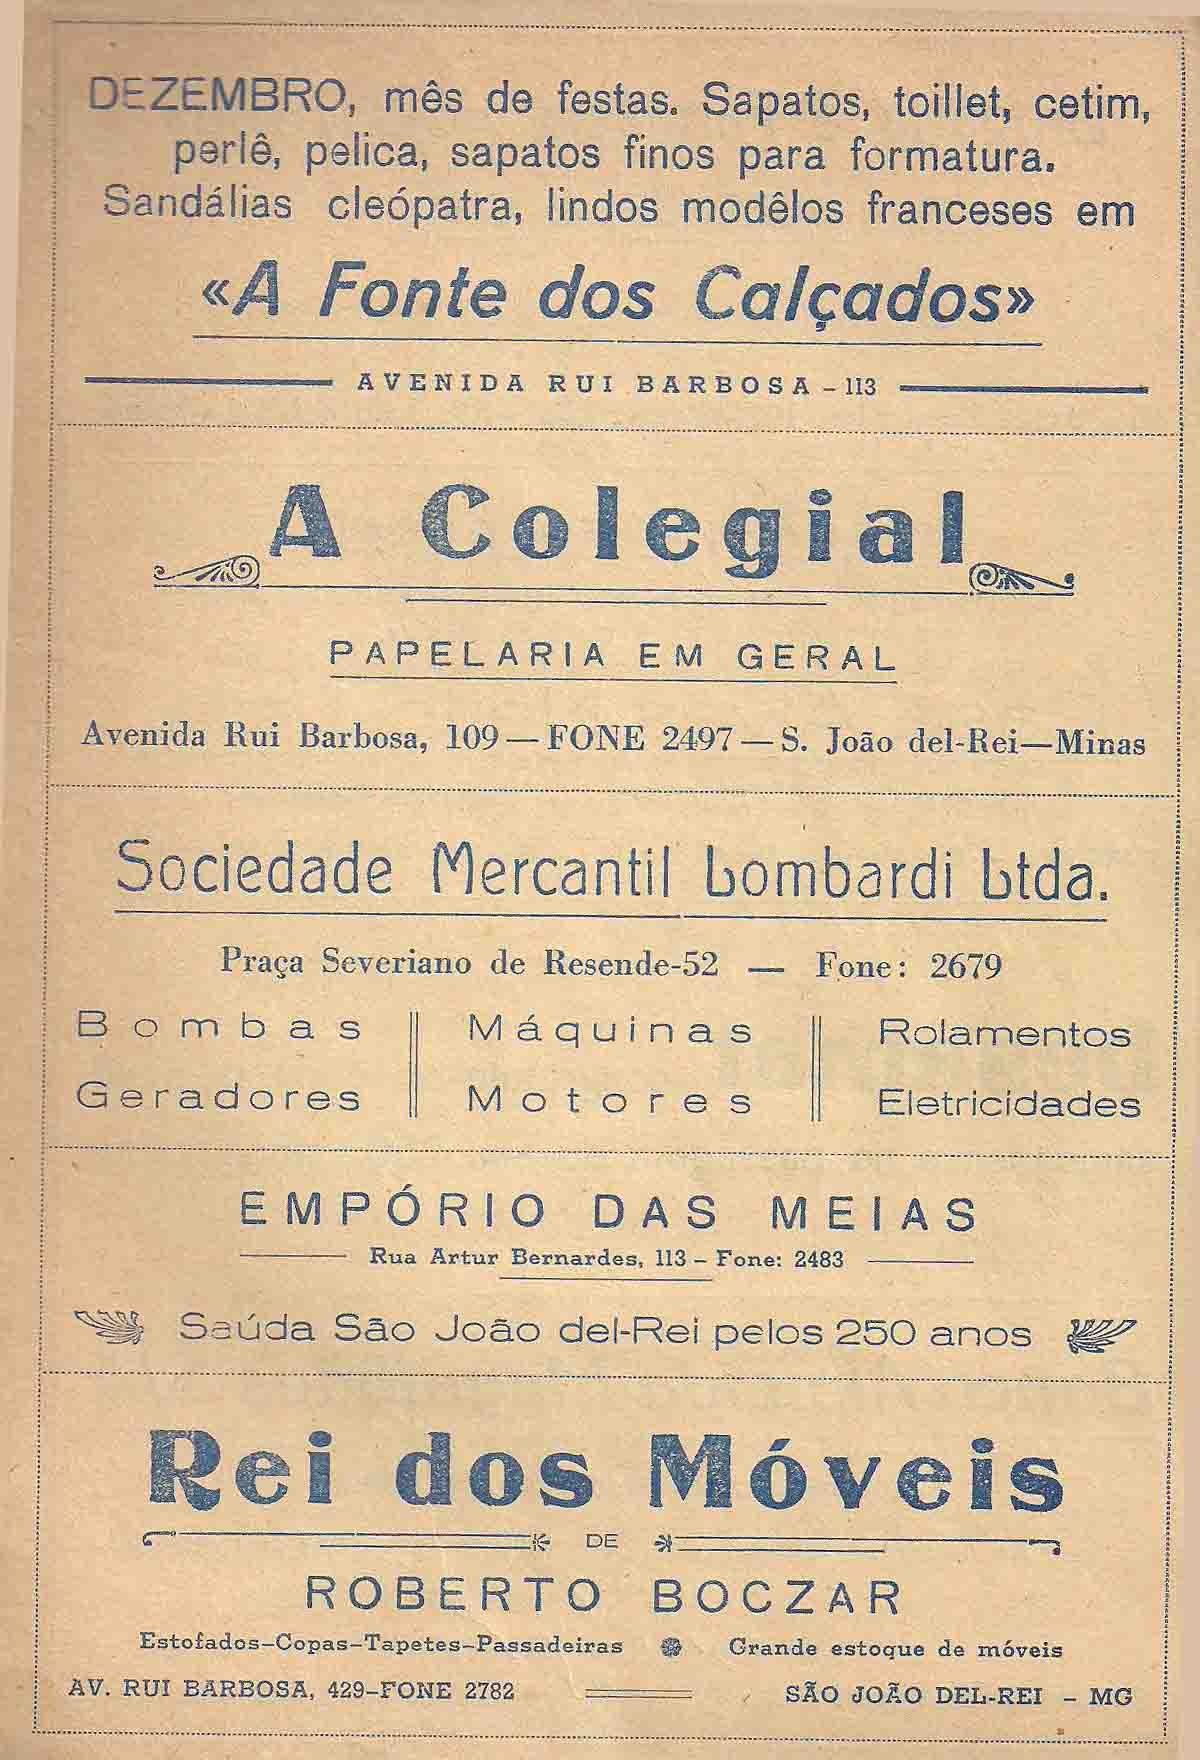 DEZEMBRO, mês de festas. Sapatos, toillet, cetim,
perlê, pelica, sapatos finos para formatura.
Sandálias cleópatra, lindos modêlos franceses em
«A Fonte dos Calçados»
AVENIDA RUI BARBOSA - 113
A Colegial
PAPELARIA EM GERAL
Avenida Rui Barbosa, 109 — FONE 2497 — S. João del-Rei — Minas
Sociedade Mercantil Lombardi Ltda.
Praça Severiano de Resende-52 — Fone: 2679
Bombas Máquinas Rolamentos
Geradores Motores Eletricidades
EMPÓRIO DAS MEIAS
Rua Artur Bernardes, 113 - Fone: 2483
Saúda São João del-Rei pelos 250 anos
Rei dos Móveis
DE
ROBERTO BOCZAR
Estofados-Copas-Tapetes-Passadeiras Grande estoque de móveis
AV. RUI BARBOSA, 429-FONE 2782 SÃO JOÃO DEL-REI - MG